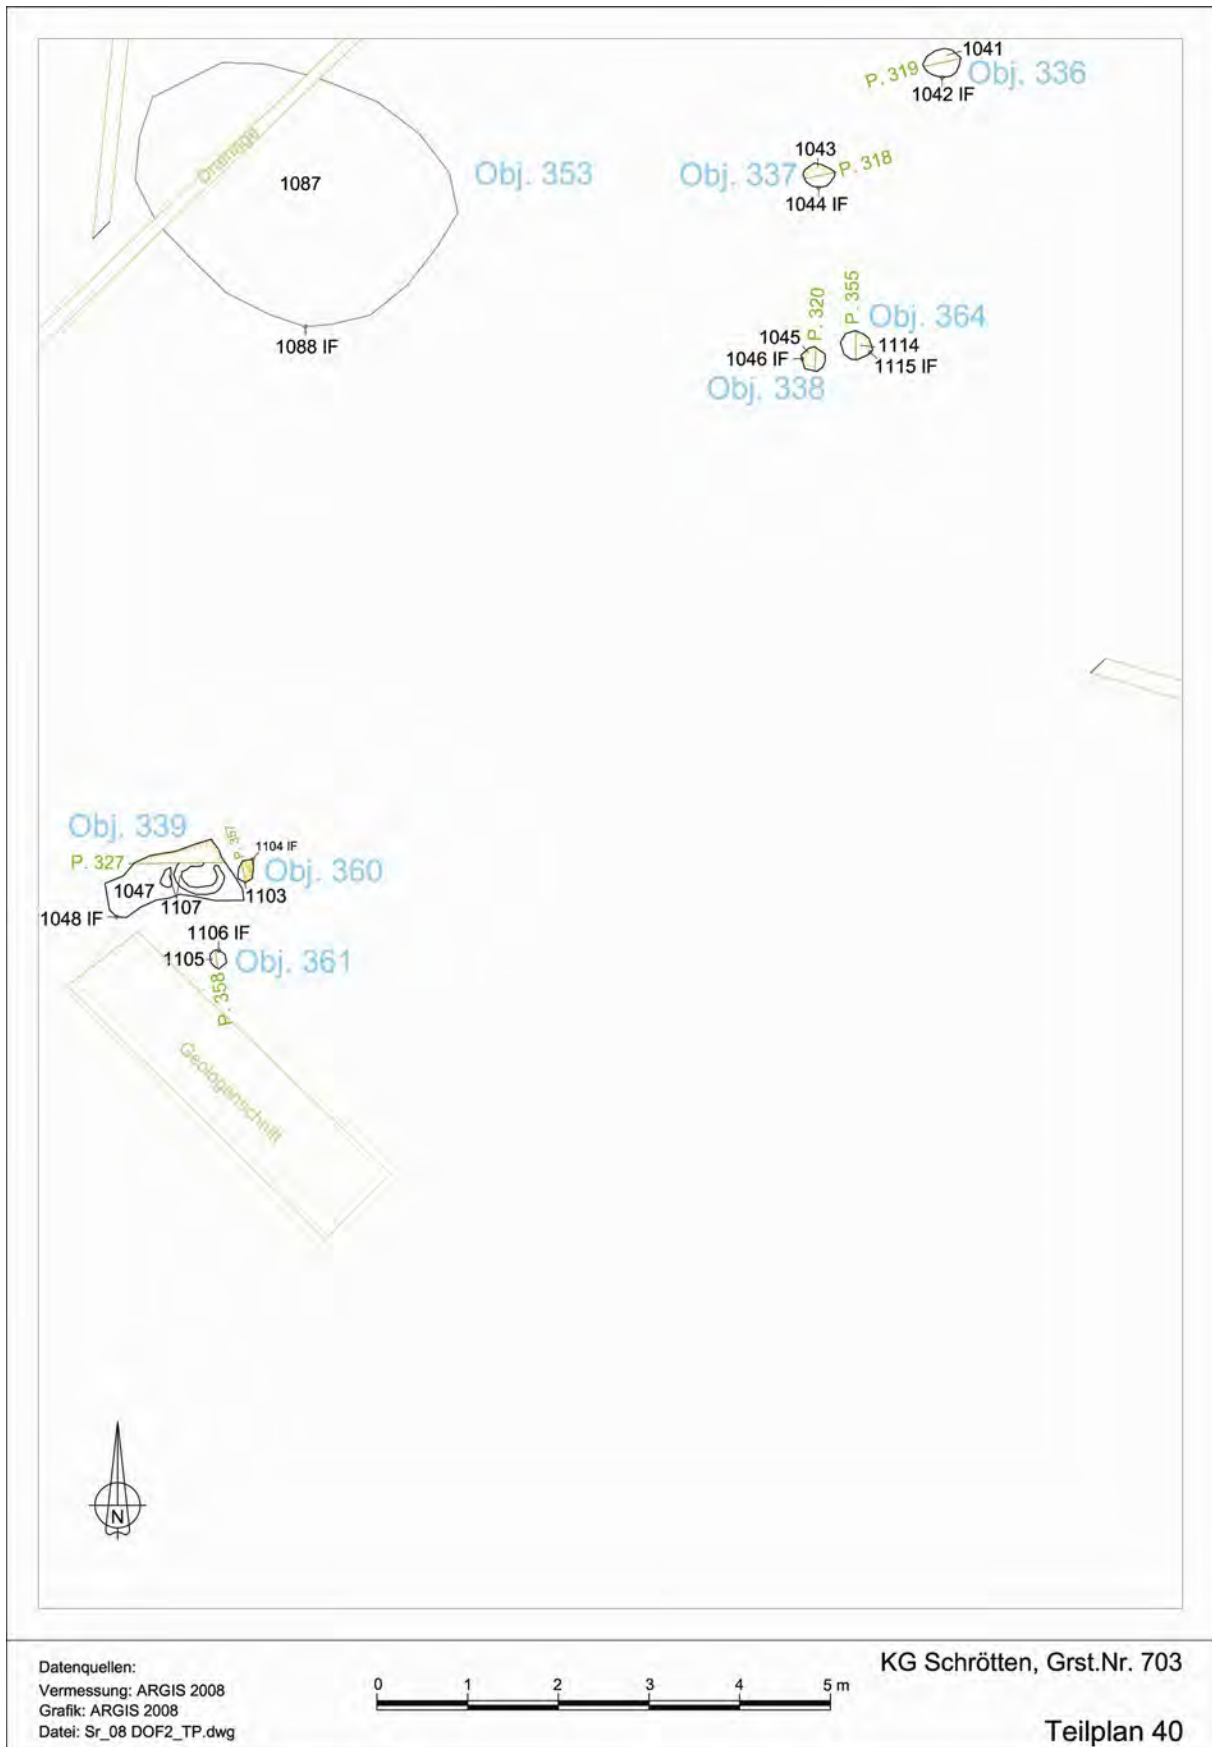 1041
P. 319
Obj. 336
1042 IF
Drainage
1087
Obj. 353
1043
Obj. 337
P. 318
1044 IF
1088 IF
P. 320
P. 355
Obj. 364
1045
1114
1046 IF
1115 IF
Obj. 338
Obj. 339
P. 357
1104 IF
P. 327
Obj. 360
1047
1103
1107
1048 IF
1106 IF
1105
Obj. 361
P. 358
Geologenschnitt
N
Datenquellen:
Vermessung: ARGIS 2008
Grafik: ARGIS 2008
Datei: Sr_08 DOF2_TP.dwg
0 1 2 3 4 5 m
KG Schrötten, Grst.Nr. 703
Teilplan 40